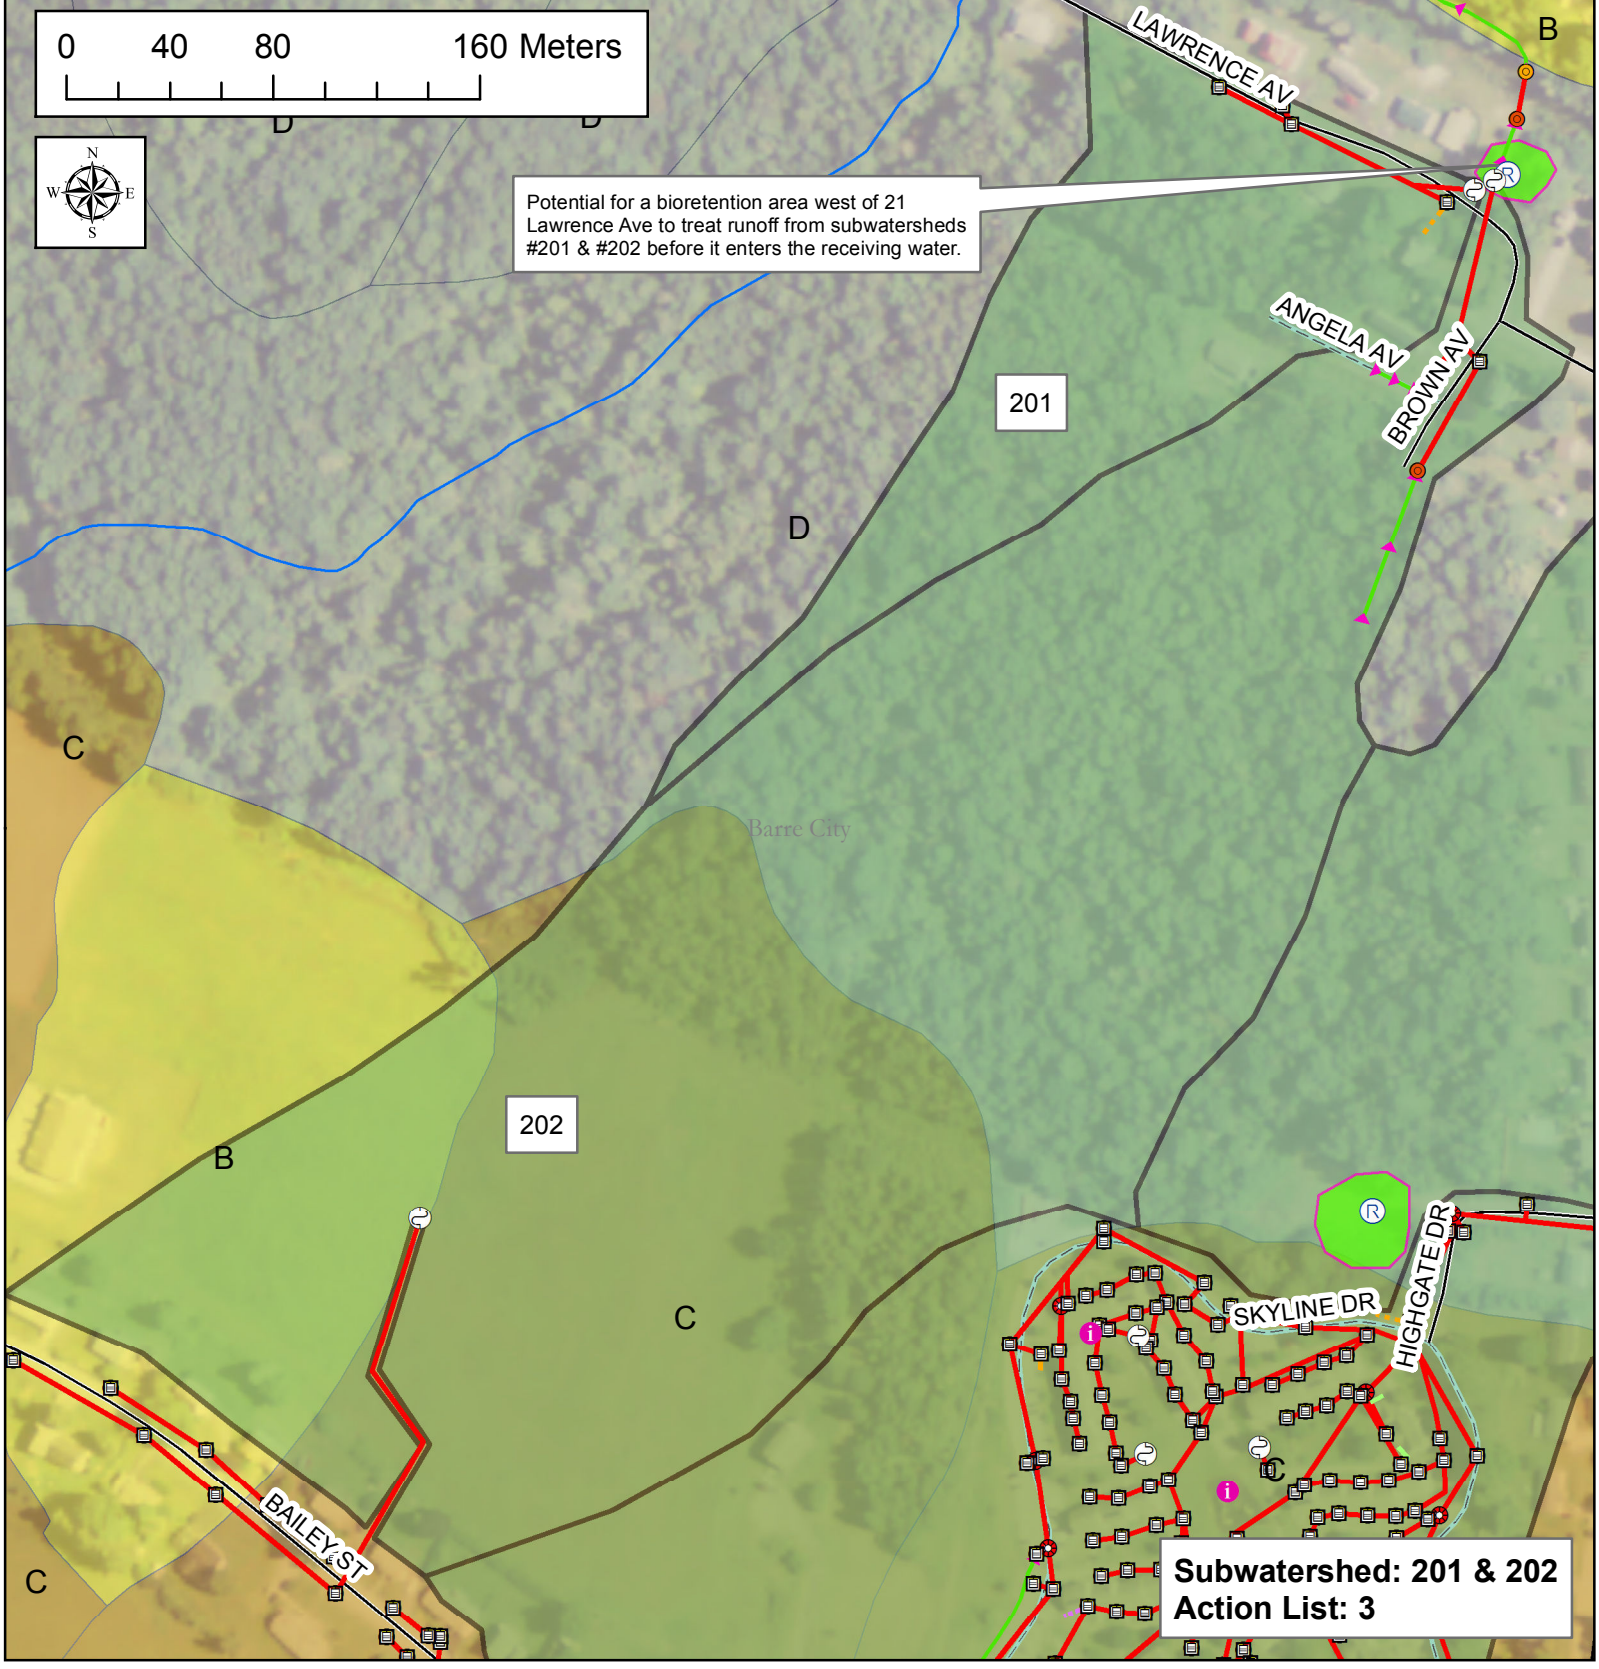 0 40 80 160 Meters
N
W E
S
D
D
LAWRENCE AV
B
R
Potential for a bioretention area west of 21
Lawrence Ave to treat runoff from subwatersheds
#201 & #202 before it enters the receiving water.
ANGELA AV
BROWN AV
201
D
C
Barre City
202
B
R
HIGHGATE DR
SKYLINE DR
C
i
C
i
BAILEY ST
C
Subwatershed: 201 & 202
Action List: 3